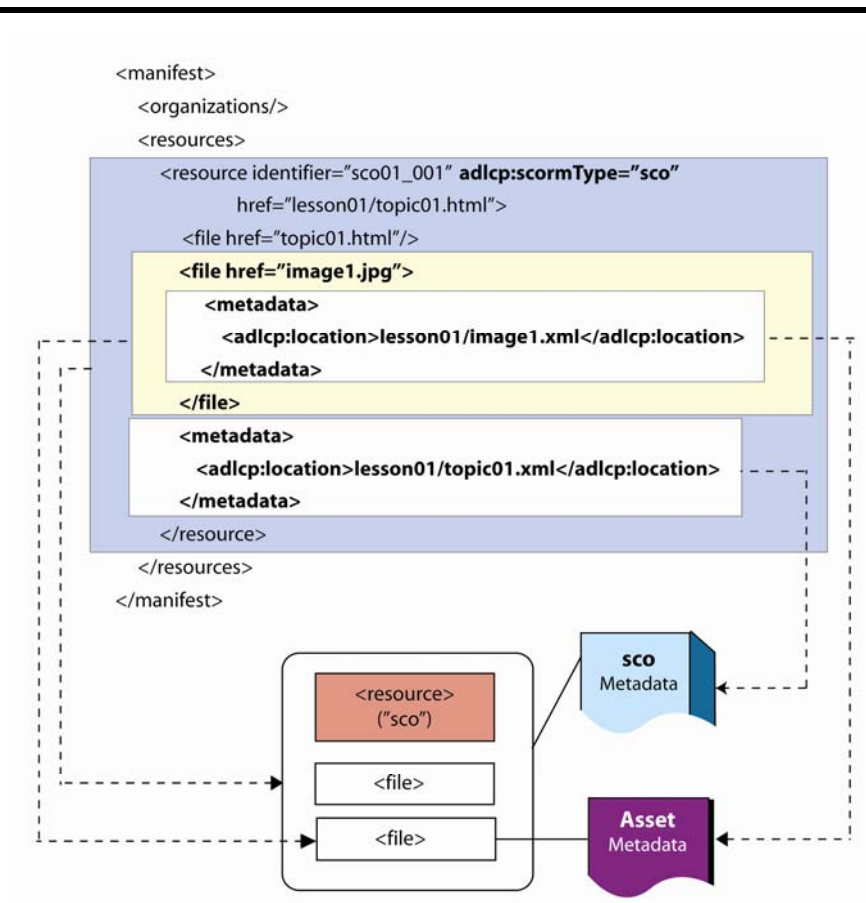 <manifest>
<organizations/>
<resources>
<resource identifier=”sco01_001” adlcp:scormType=”sco”
href=”lesson01/topic01.html”>
<file href=”topic01.html”/>
<file href=”image1.jpg”>
<metadata>
<adlcp:location>lesson01/image1.xml</adlcp:location>
</metadata>
</file>
<metadata>
<adlcp:location>lesson01/topic01.xml</adlcp:location>
</metadata>
</resource>
</resources>
</manifest>
<resource>
(”sco”)
<file>
<file>
sco
Metadata
Asset
Metadata